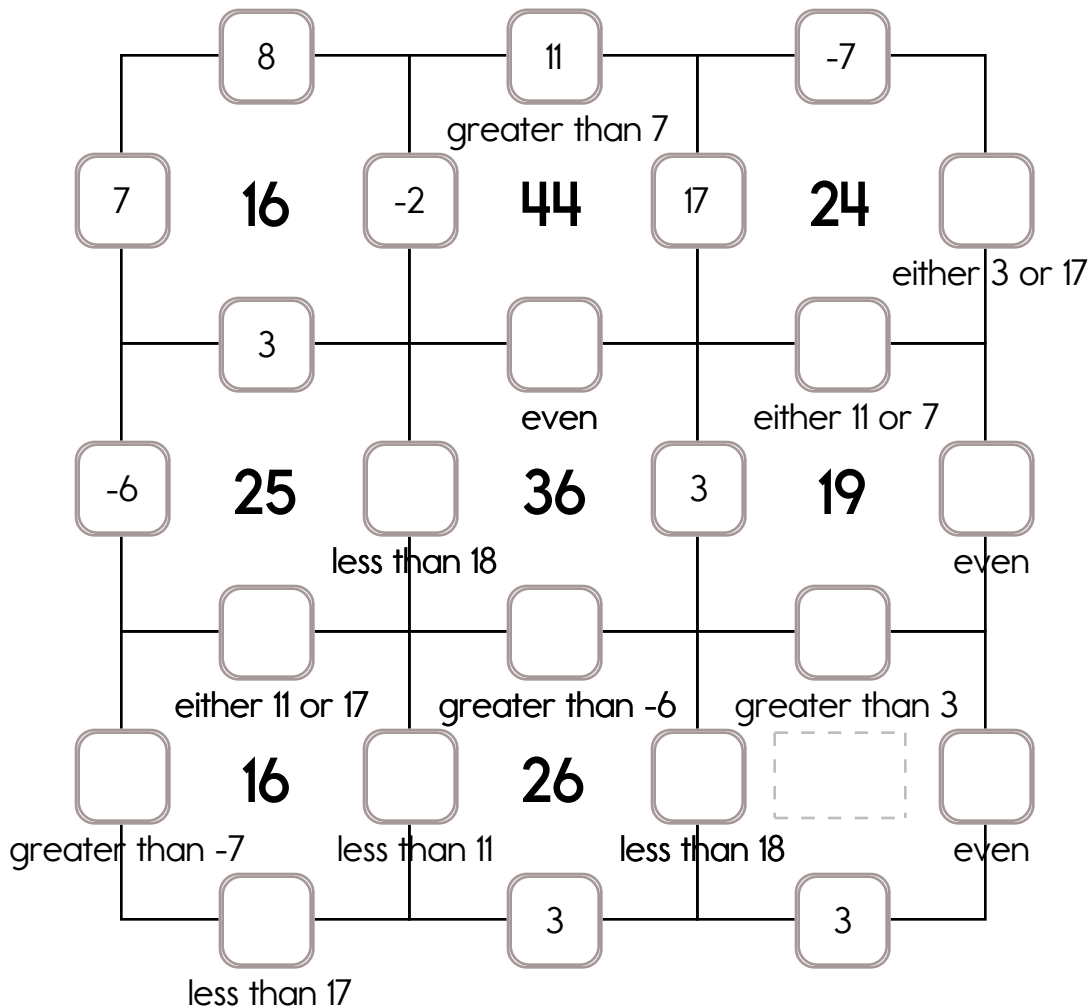 8 11 -7
greater than 7
7 16 -2 44 17 24
either 3 or 17
3
even either 11 or 7
-6 25 36 3 19
less than 18 even
either 11 or 17 greater than -6 greater than 3
16 26
greater than -7 less than 11 less than 18 even
3 3
less than 17